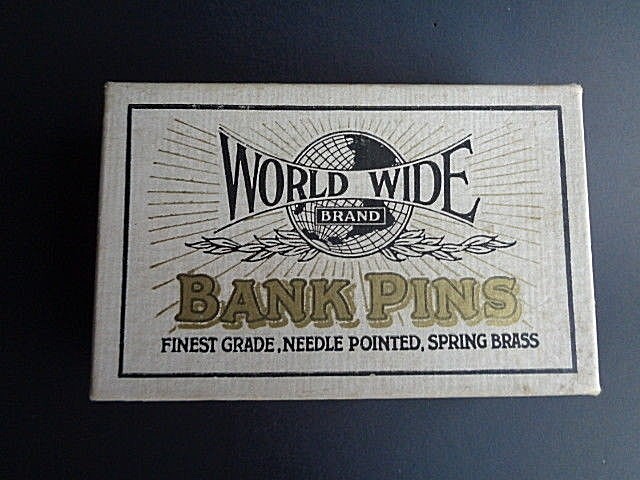 WORLD WIDE
BRAND
BANK PINS
FINEST GRADE, NEEDLE POINTED, SPRING BRASS